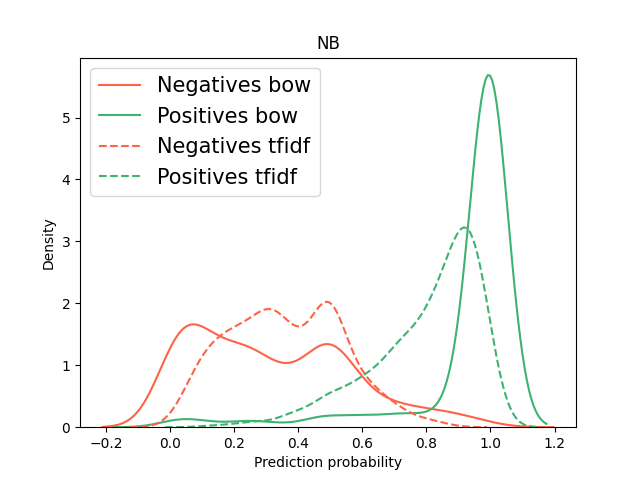 NB
Negatives bow
Positives bow
Negatives tfidf
Positives tfidf
Density
5
4
3
2
1
0
−0.2 0.0 0.2 0.4 0.6 0.8 1.0 1.2
Prediction probability